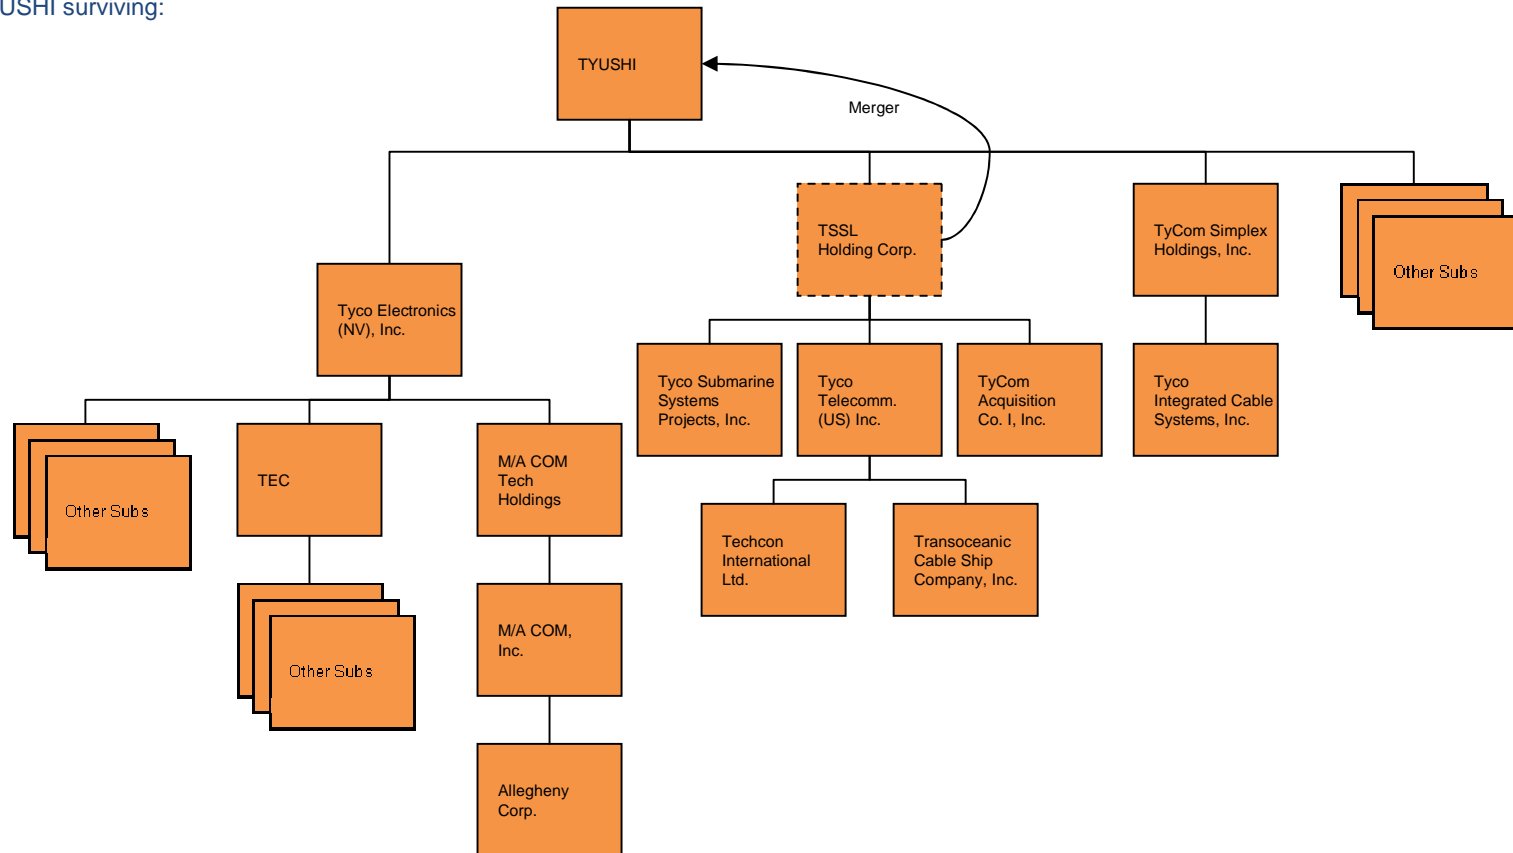 USHI surviving:
TYUSHI
Merger
TSSL
Holding Corp.
TyCom Simplex
Holdings, Inc.
Other Subs
Tyco Electronics
(NV), Inc.
Tyco Submarine
Systems
Projects, Inc.
Tyco
Telecomm.
(US) Inc.
TyCom
Acquisition
Co. I, Inc.
Tyco
Integrated Cable
Systems, Inc.
Other Subs
TEC
M/A COM
Tech
Holdings
Techcon
International
Ltd.
Transoceanic
Cable Ship
Company, Inc.
Other Subs
M/A COM,
Inc.
Allegheny
Corp.